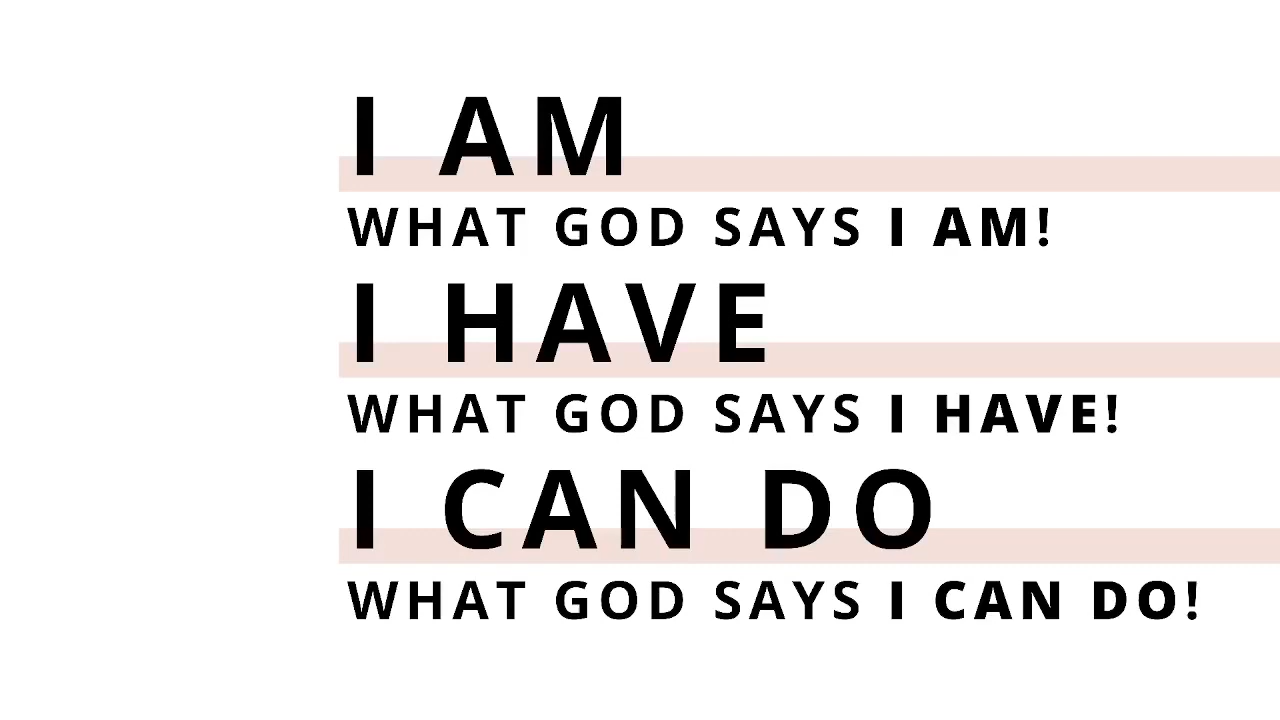 I AM
WHAT GOD SAYS I AM!
I HAVE
WHAT GOD SAYS I HAVE!
I CAN DO
WHAT GOD SAYS I CAN DO!